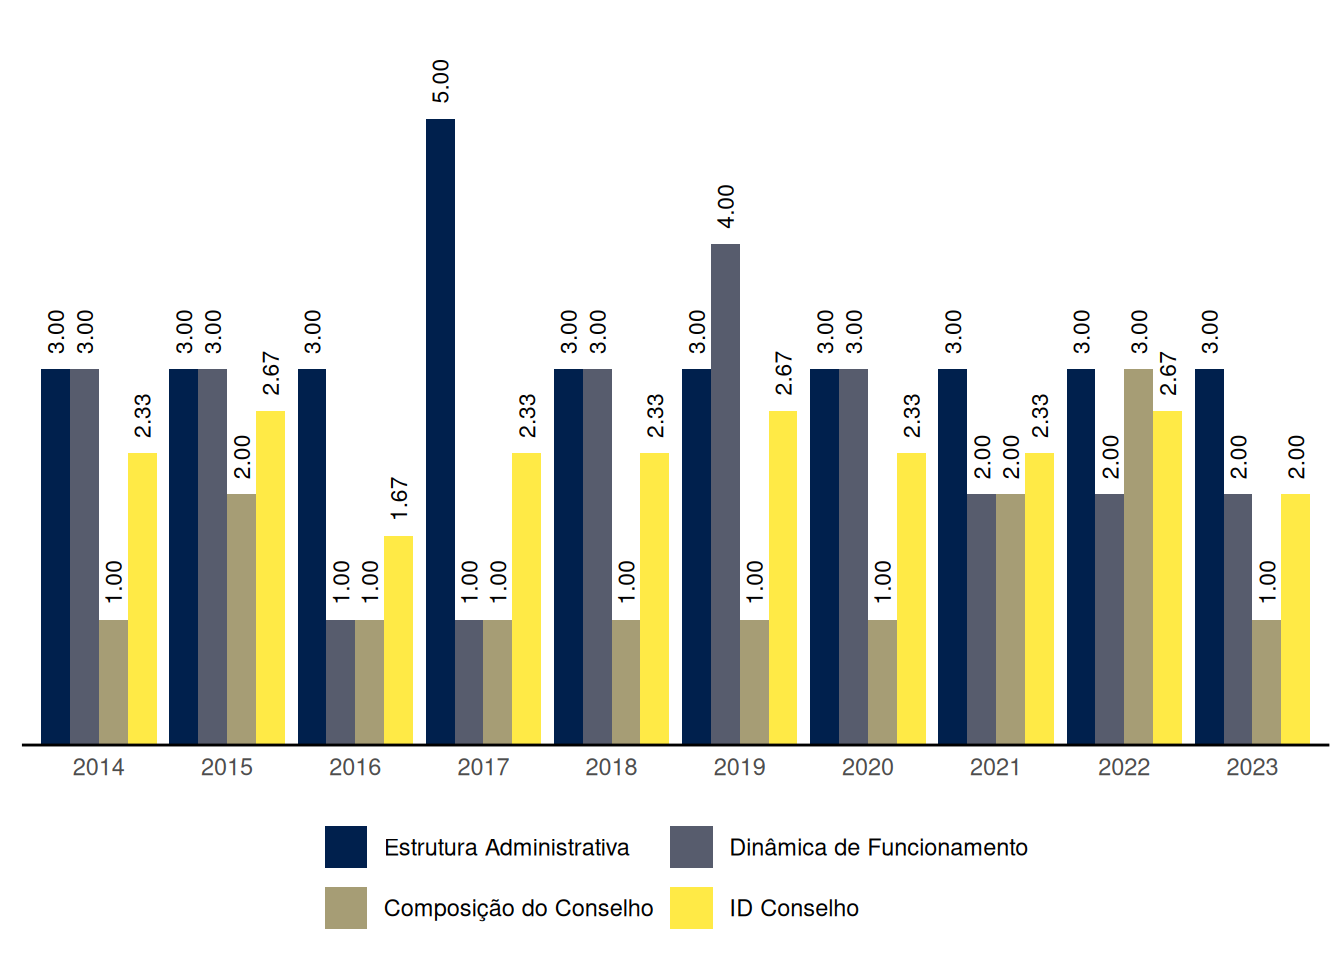 5.00
4.00
3.00 3.00 3.00 3.00 3.00 3.00 3.00 3.00 3.00 3.00 3.00 3.00 3.00 3.00
2.67 2.67 2.67
2.33 2.33 2.33 2.33 2.33
2.00 2.00 2.00 2.00 2.00 2.00
1.67
1.00 1.00 1.00 1.00 1.00 1.00 1.00 1.00 1.00
2014 2015 2016 2017 2018 2019 2020 2021 2022 2023
Estrutura Administrativa Dinâmica de Funcionamento
Composição do Conselho ID Conselho